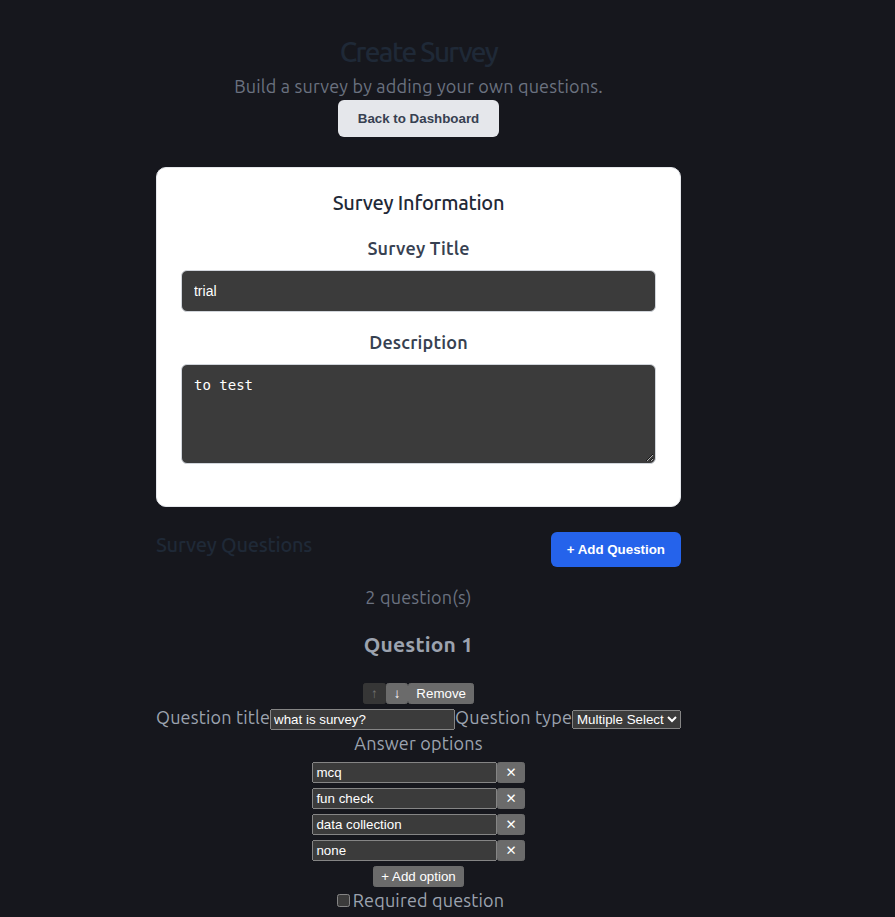 Create Survey
Build a survey by adding your own questions.
Back to Dashboard
Survey Information
Survey Title
trial
Description
to test
Survey Questions
+ Add Question
2 question(s)
Question 1
↑ ↓ Remove
Question title what is survey? Question type Multiple Select
Answer options
mcq ✕
fun check ✕
data collection ✕
none ✕
+ Add option
Required question